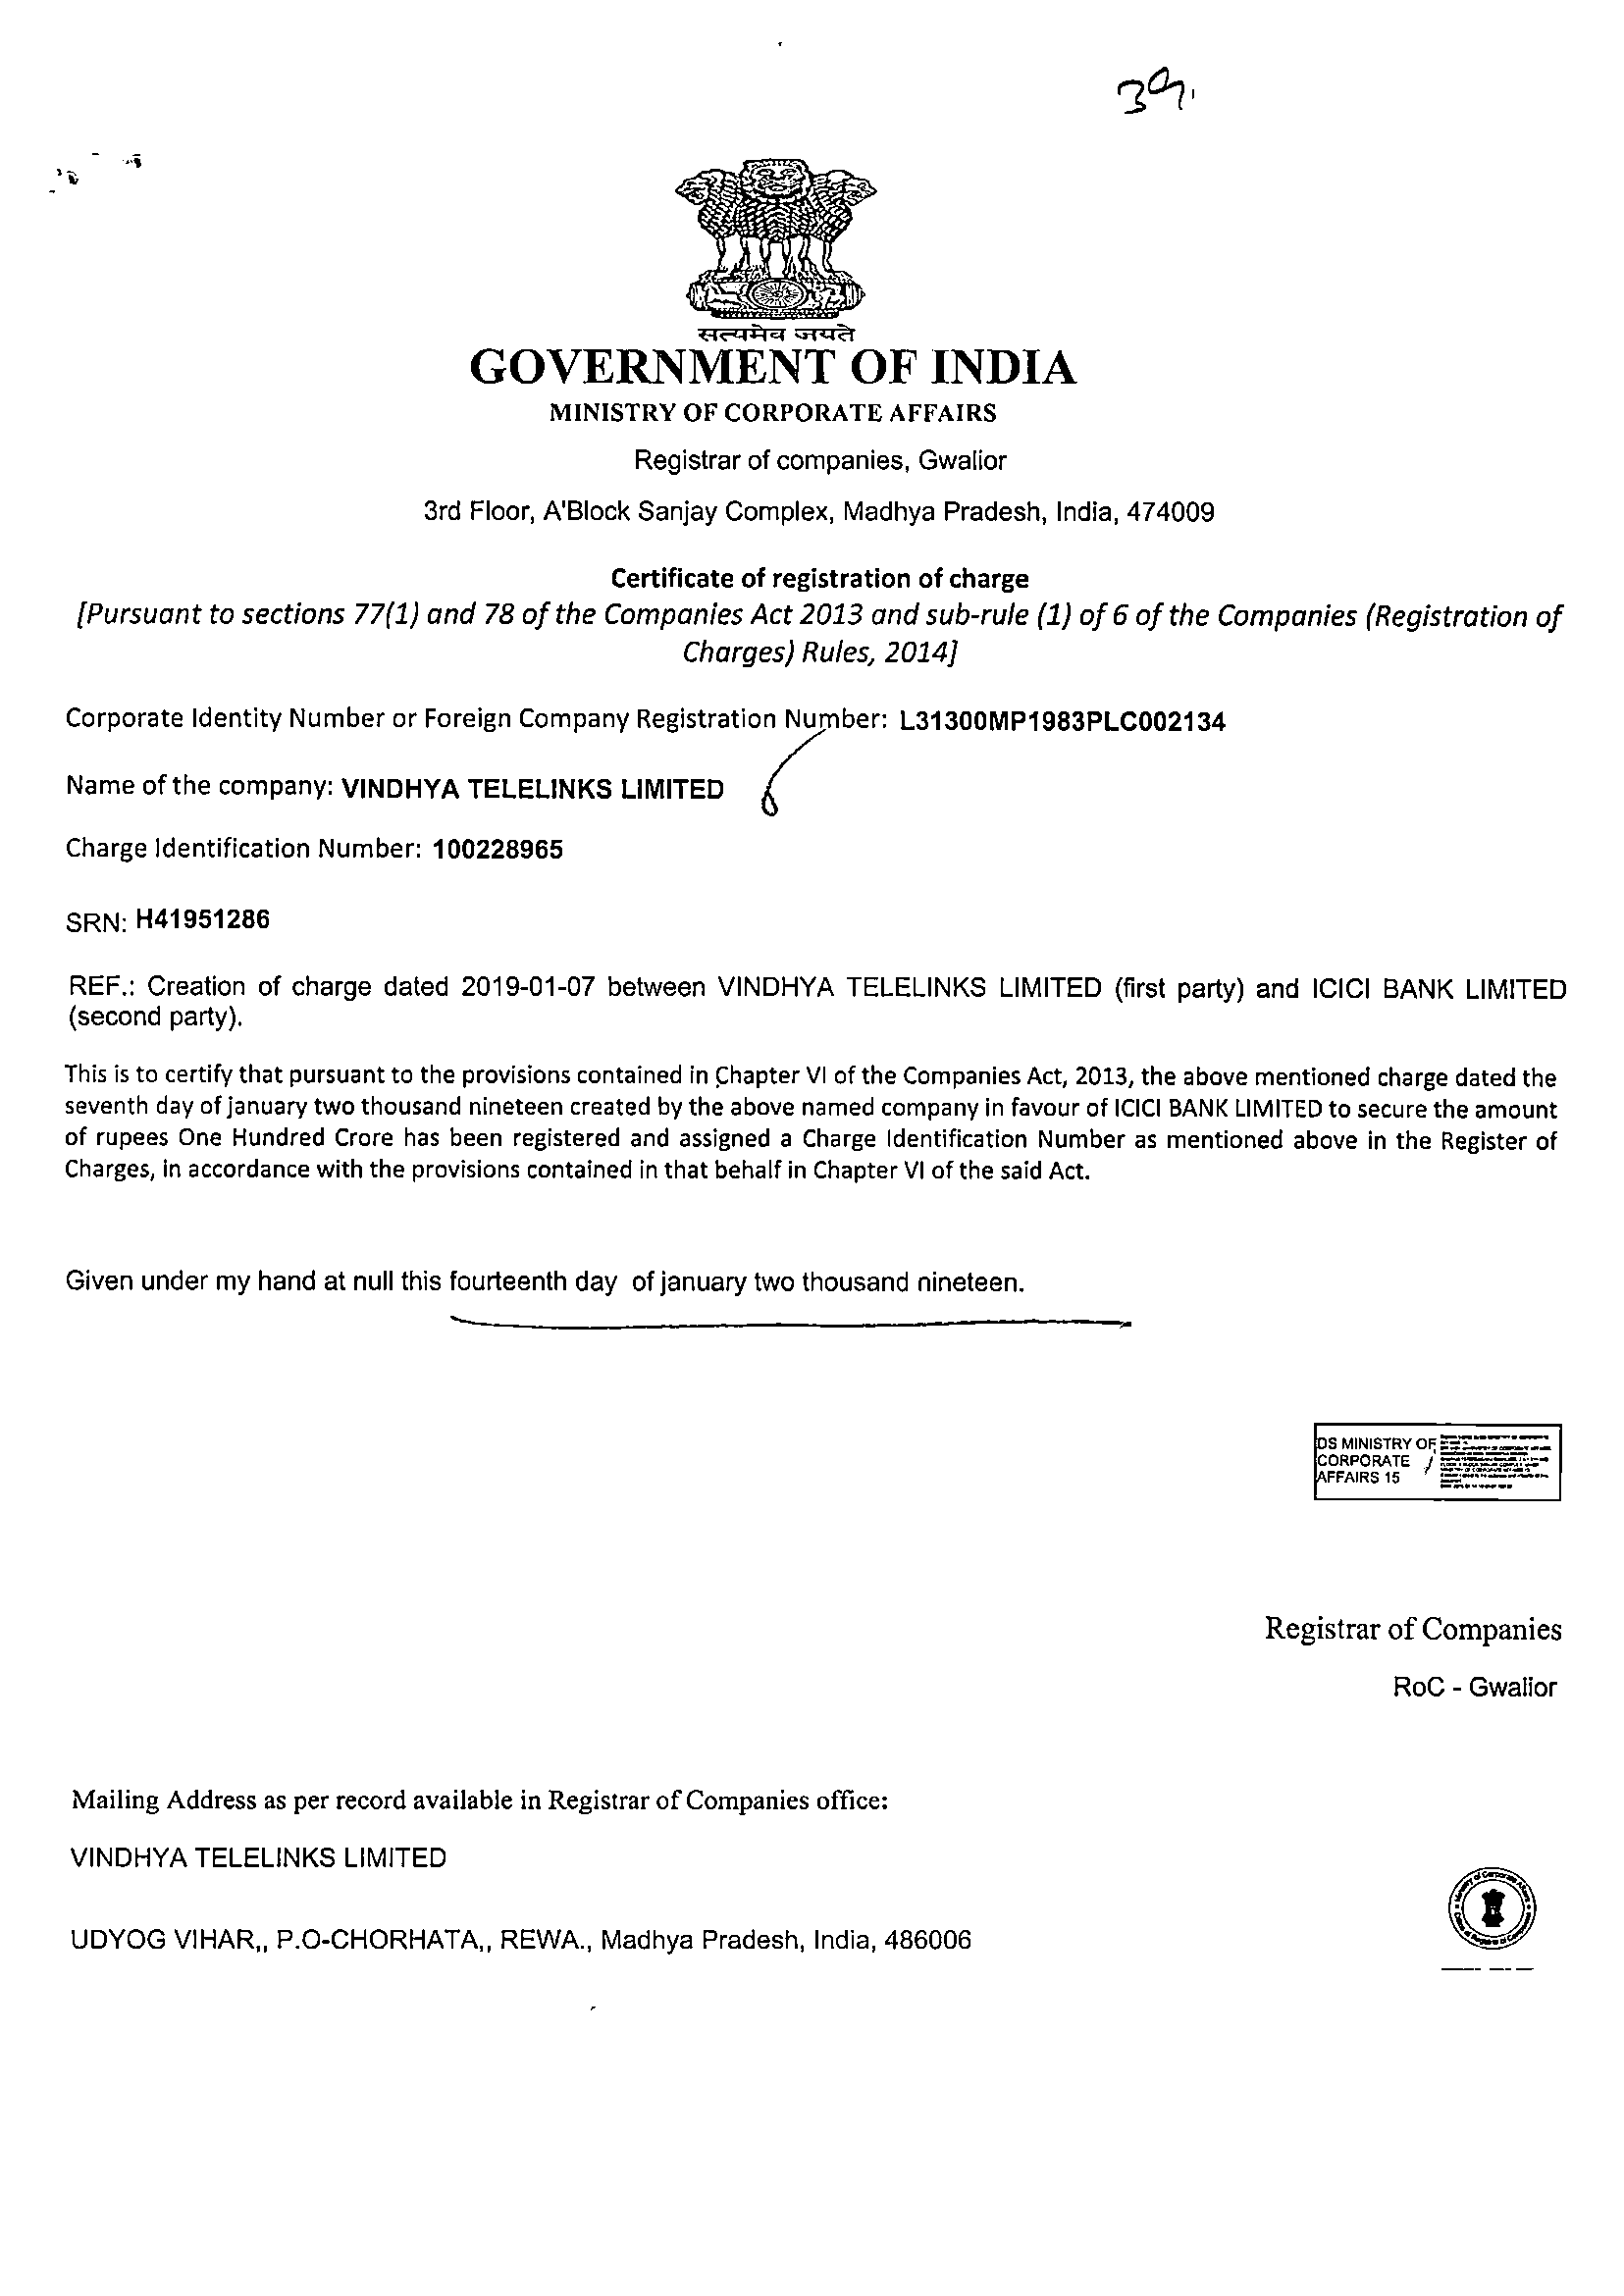 39.
सत्यमेव जयते
GOVERNMENT OF INDIA
MINISTRY OF CORPORATE AFFAIRS
Registrar of companies, Gwalior
3rd Floor, A'Block Sanjay Complex, Madhya Pradesh, India, 474009
Certificate of registration of charge
[Pursuant to sections 77(1) and 78 of the Companies Act 2013 and sub-rule (1) of 6 of the Companies (Registration of
Charges) Rules, 2014]
Corporate Identity Number or Foreign Company Registration Number: L31300MP1983PLC002134
Name of the company: VINDHYA TELELINKS LIMITED
Charge Identification Number: 100228965
SRN: H41951286
REF.: Creation of charge dated 2019-01-07 between VINDHYA TELELINKS LIMITED (first party) and ICICI BANK LIMITED
(second party).
This is to certify that pursuant to the provisions contained in Chapter VI of the Companies Act, 2013, the above mentioned charge dated the
seventh day of january two thousand nineteen created by the above named company in favour of ICICI BANK LIMITED to secure the amount
of rupees One Hundred Crore has been registered and assigned a Charge Identification Number as mentioned above in the Register of
Charges, in accordance with the provisions contained in that behalf in Chapter VI of the said Act.
Given under my hand at null this fourteenth day of january two thousand nineteen.
DS MINISTRY OF
CORPORATE
AFFAIRS 15
Registrar of Companies
RoC - Gwalior
Mailing Address as per record available in Registrar of Companies office:
VINDHYA TELELINKS LIMITED
UDYOG VIHAR,, P.O-CHORHATA,, REWA., Madhya Pradesh, India, 486006